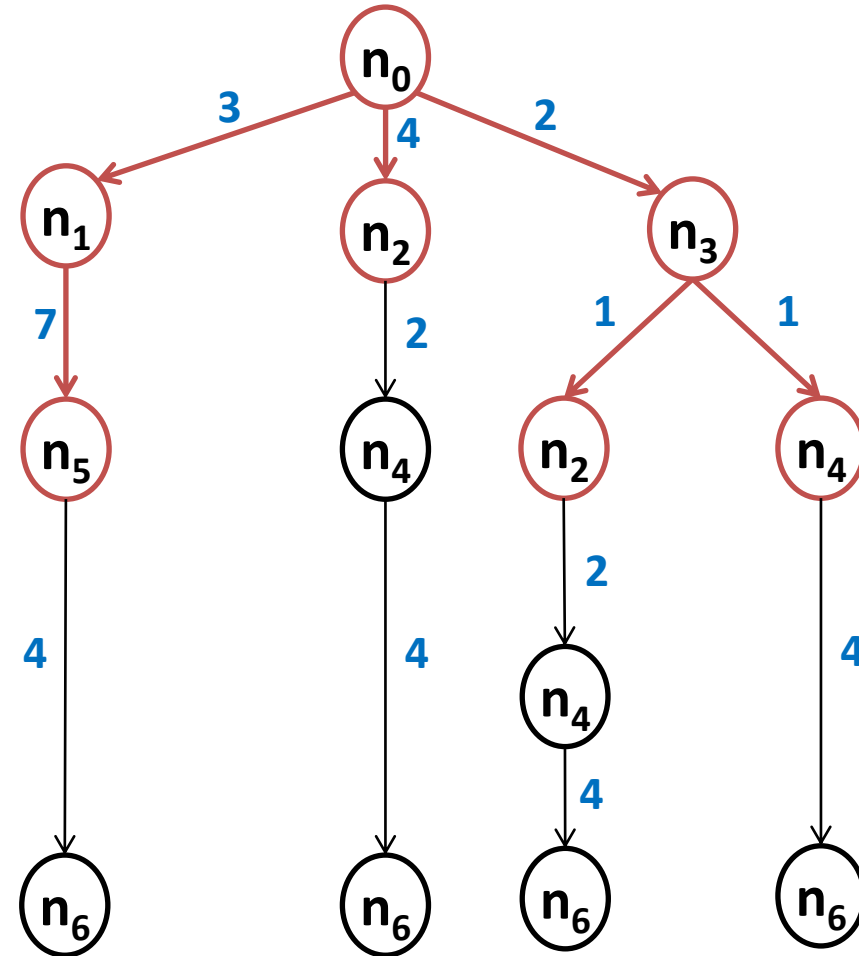 n₀
3 4 2
n₁ n₂ n₃
7 2 1 1
n₅ n₄ n₂ n₄
2
4 4 4
n₄
4
n₆ n₆ n₆ n₆